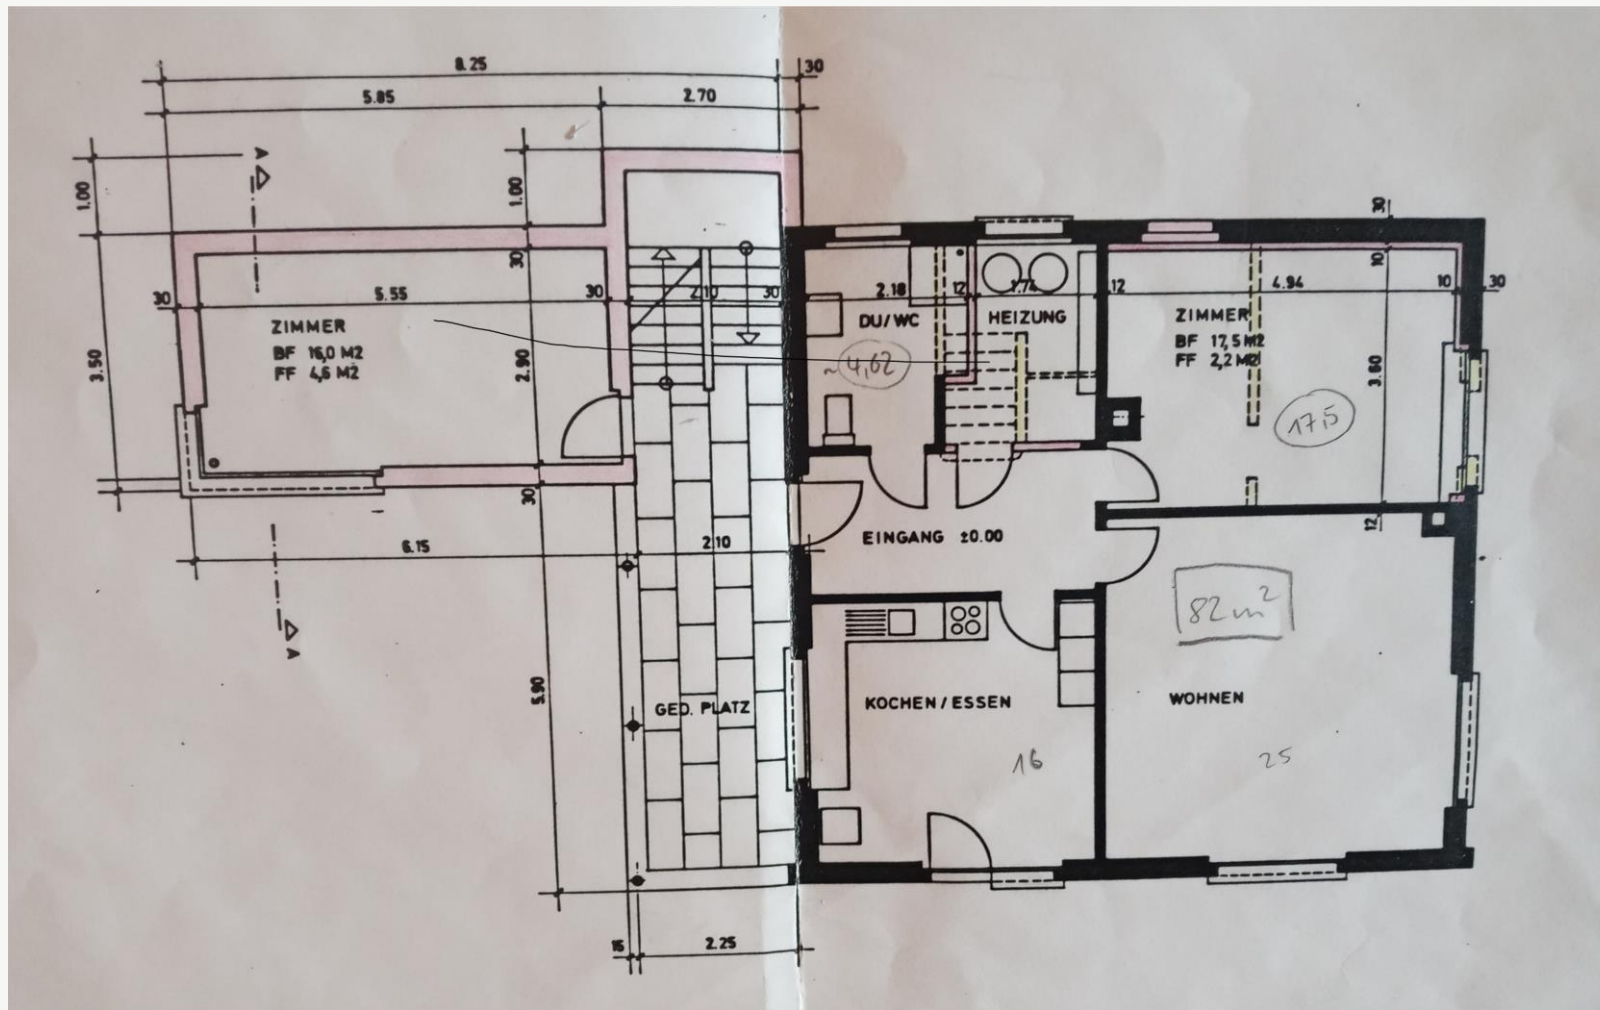 8.25
30
5.85
2.70
A
1.00
1.00
30
30
5.55
30
2.10
30
2.18
12
1.74
12
4.94
10
30
30
10
ZIMMER
BF 16,0 M2
FF 4,6 M2
3.50
2.90
DU/WC
~4,62
HEIZUNG
ZIMMER
BF 17,5 M2
FF 2,2 M2
3.60
17,5
30
12
6.15
2.10
EINGANG ±0.00
82 m²
A
5.90
GED. PLATZ
KOCHEN / ESSEN
WOHNEN
16
25
15
2.25